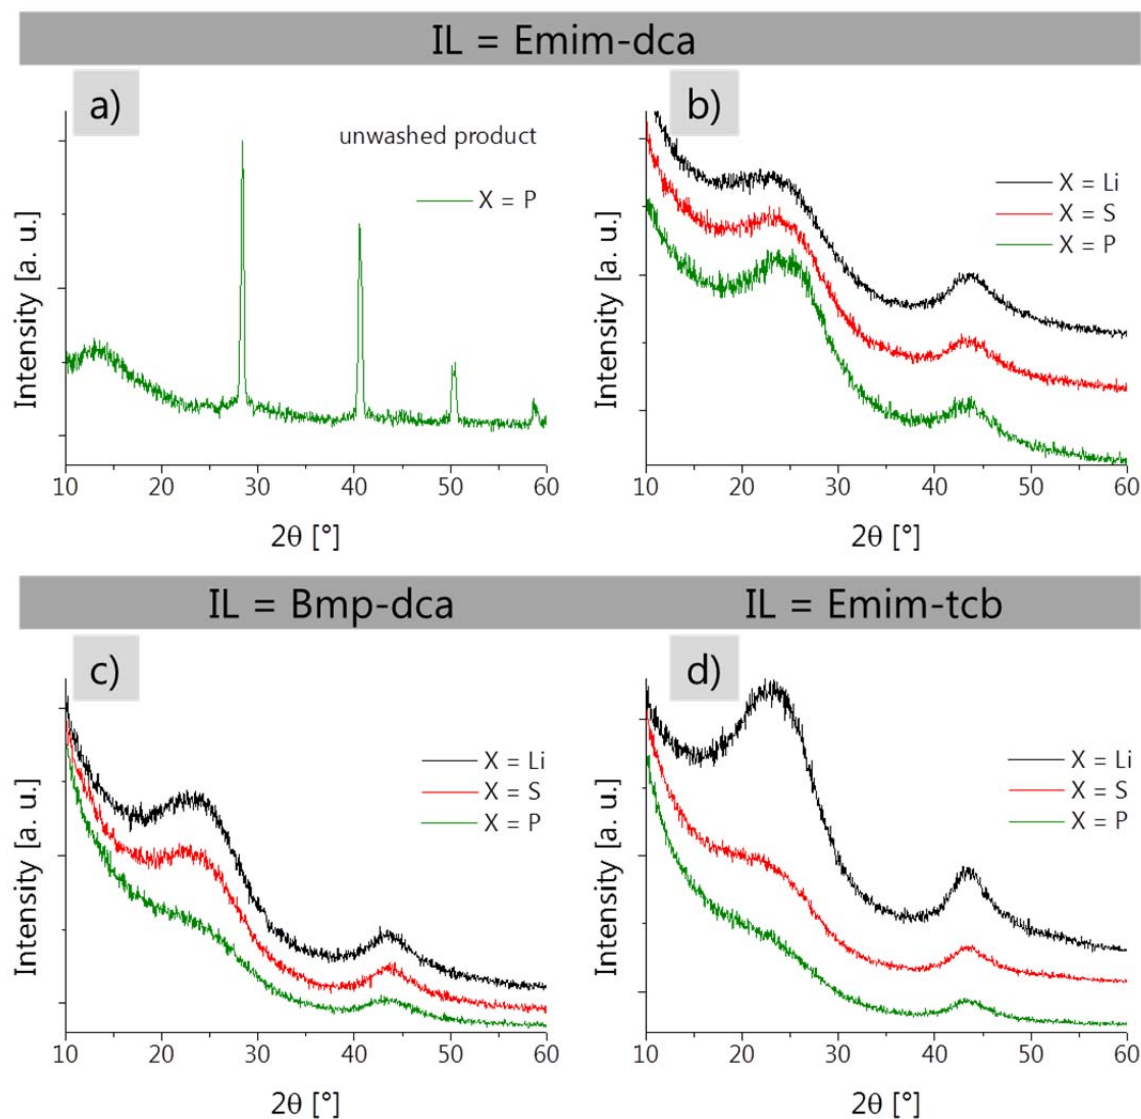 IL = Emim-dca
a)
unwashed product
X = P
Intensity [a. u.]
10 20 30 40 50 60
2θ [°]
b)
X = Li
X = S
X = P
Intensity [a. u.]
10 20 30 40 50 60
2θ [°]
IL = Bmp-dca
IL = Emim-tcb
c)
X = Li
X = S
X = P
Intensity [a. u.]
10 20 30 40 50 60
2θ [°]
d)
X = Li
X = S
X = P
Intensity [a. u.]
10 20 30 40 50 60
2θ [°]